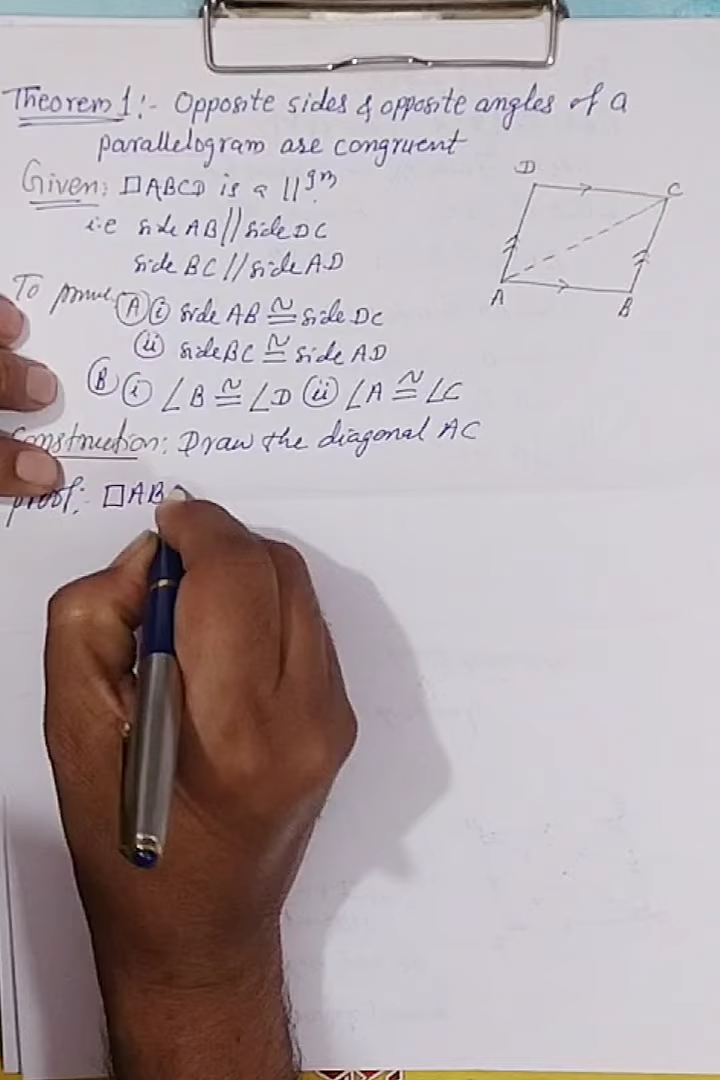 Theorem 1:- Opposite sides & opposite angles of a
parallelogram are congruent
Given: □ABCD is a ||gm
i.e side AB // side DC
side BC // side AD
To prove: (A) (i) side AB ≅ side DC
(ii) side BC ≅ side AD
(B) (i) ∠B ≅ ∠D (ii) ∠A ≅ ∠C
Construction: Draw the diagonal AC
proof:- □AB
D
C
A
B